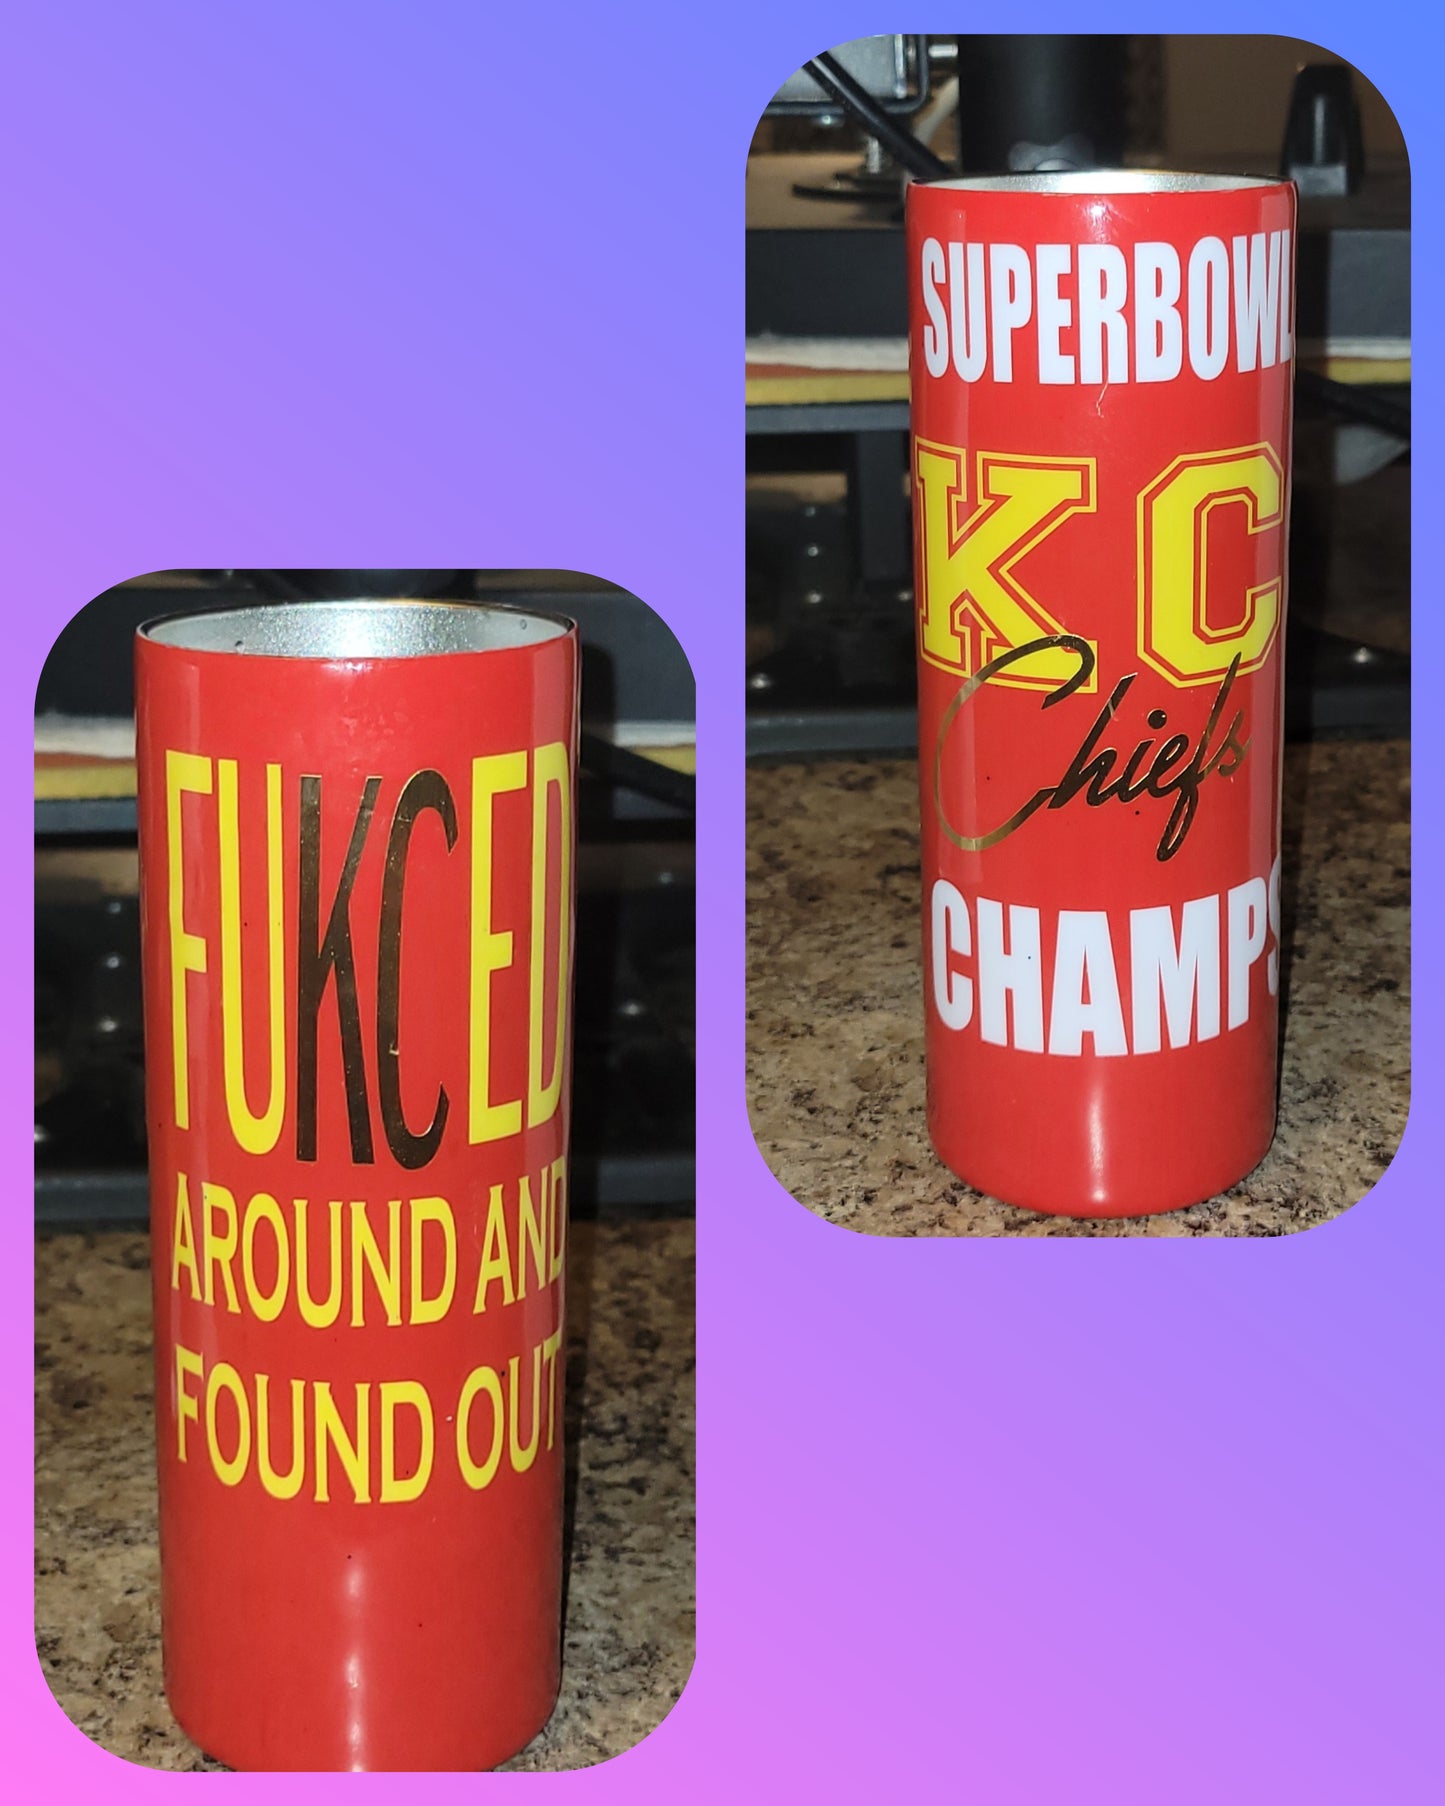 SUPERBOWL
KC
Chiefs
CHAMPS
FUKCED
AROUND AND
FOUND OUT